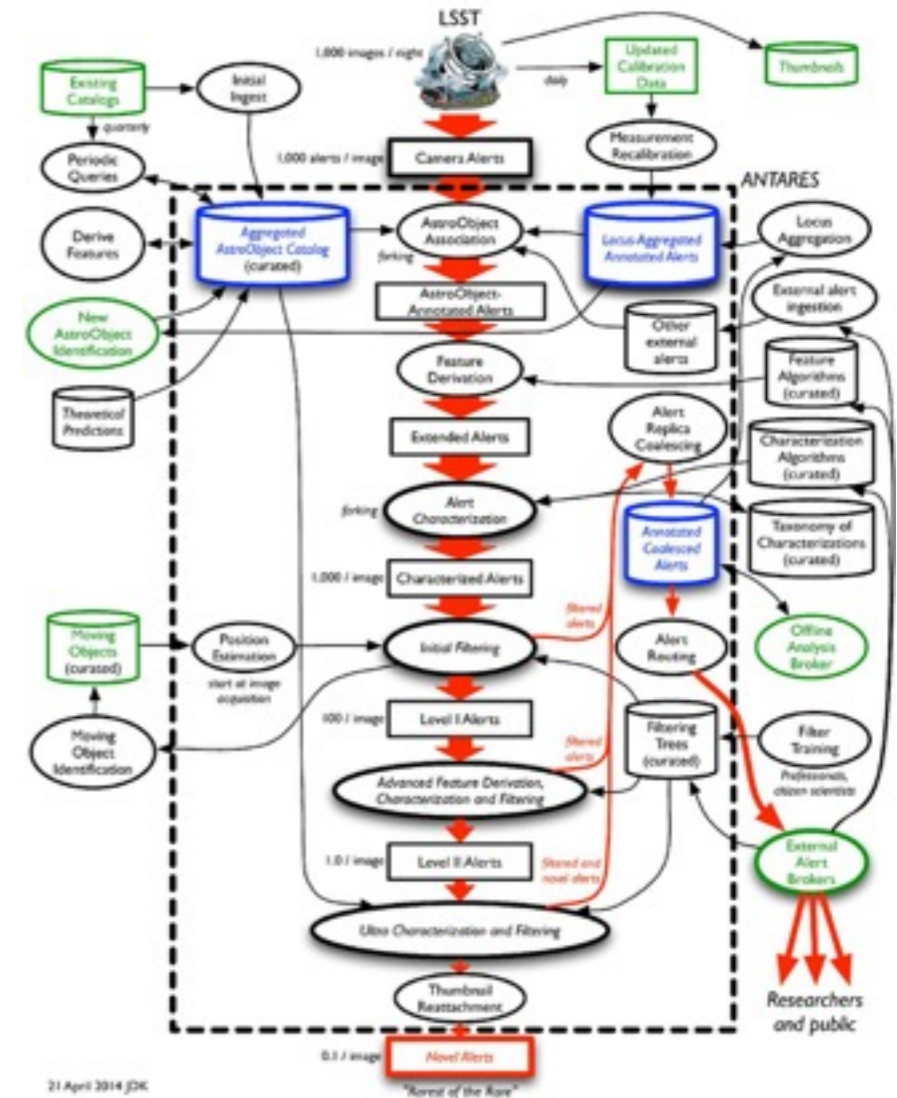 LSST
1,000 images / night
Updated
Calibration
Data
Thumbnails
daily
Existing
Catalogs
Initial
Ingest
quarterly
Periodic
Queries
1,000 alerts / image
Camera Alerts
Measurement
Recalibration
ANTARES
Derive
Features
Aggregated
AstroObject Catalog
(curated)
AstroObject
Association
forking
Locus-Aggregated
Annotated Alerts
Locus
Aggregation
External alert
ingestion
AstroObject-
Annotated Alerts
New
AstroObject
Identification
Other
external
alerts
Feature
Derivation
Feature
Algorithms
(curated)
Theoretical
Predictions
Alert
Replica
Coalescing
Extended Alerts
Characterization
Algorithms
(curated)
forking
Alert
Characterization
Annotated
Coalesced
Alerts
Taxonomy of
Characterizations
(curated)
1,000 / image
Characterized Alerts
filtered
alerts
Moving
Objects
(curated)
Position
Estimation
start at image
acquisition
Initial Filtering
Alert
Routing
Offline
Analysis
Broker
100 / image
Level I Alerts
Moving
Object
Identification
filtered
alerts
Filtering
Trees
(curated)
Filter
Training
Professionals,
citizen scientists
Advanced Feature Derivation,
Characterization and Filtering
1.0 / image
Level II Alerts
filtered and
novel alerts
External
Alert
Brokers
Ultra Characterization and Filtering
Thumbnail
Reattachment
Researchers
and public
0.1 / image
Novel Alerts
21 April 2014 JDK
"Rarest of the Rare"